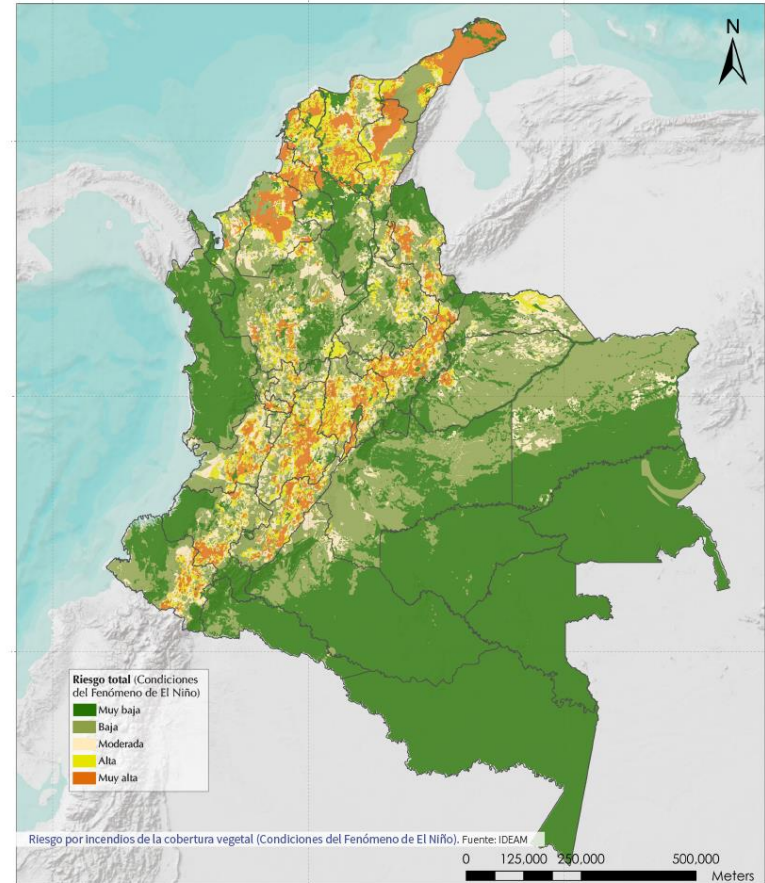 N
Riesgo total (Condiciones
del Fenómeno de El Niño)
Muy baja
Baja
Moderada
Alta
Muy alta
Riesgo por incendios de la cobertura vegetal (Condiciones del Fenómeno de El Niño). Fuente: IDEAM
0 125,000 250,000 500,000
Meters